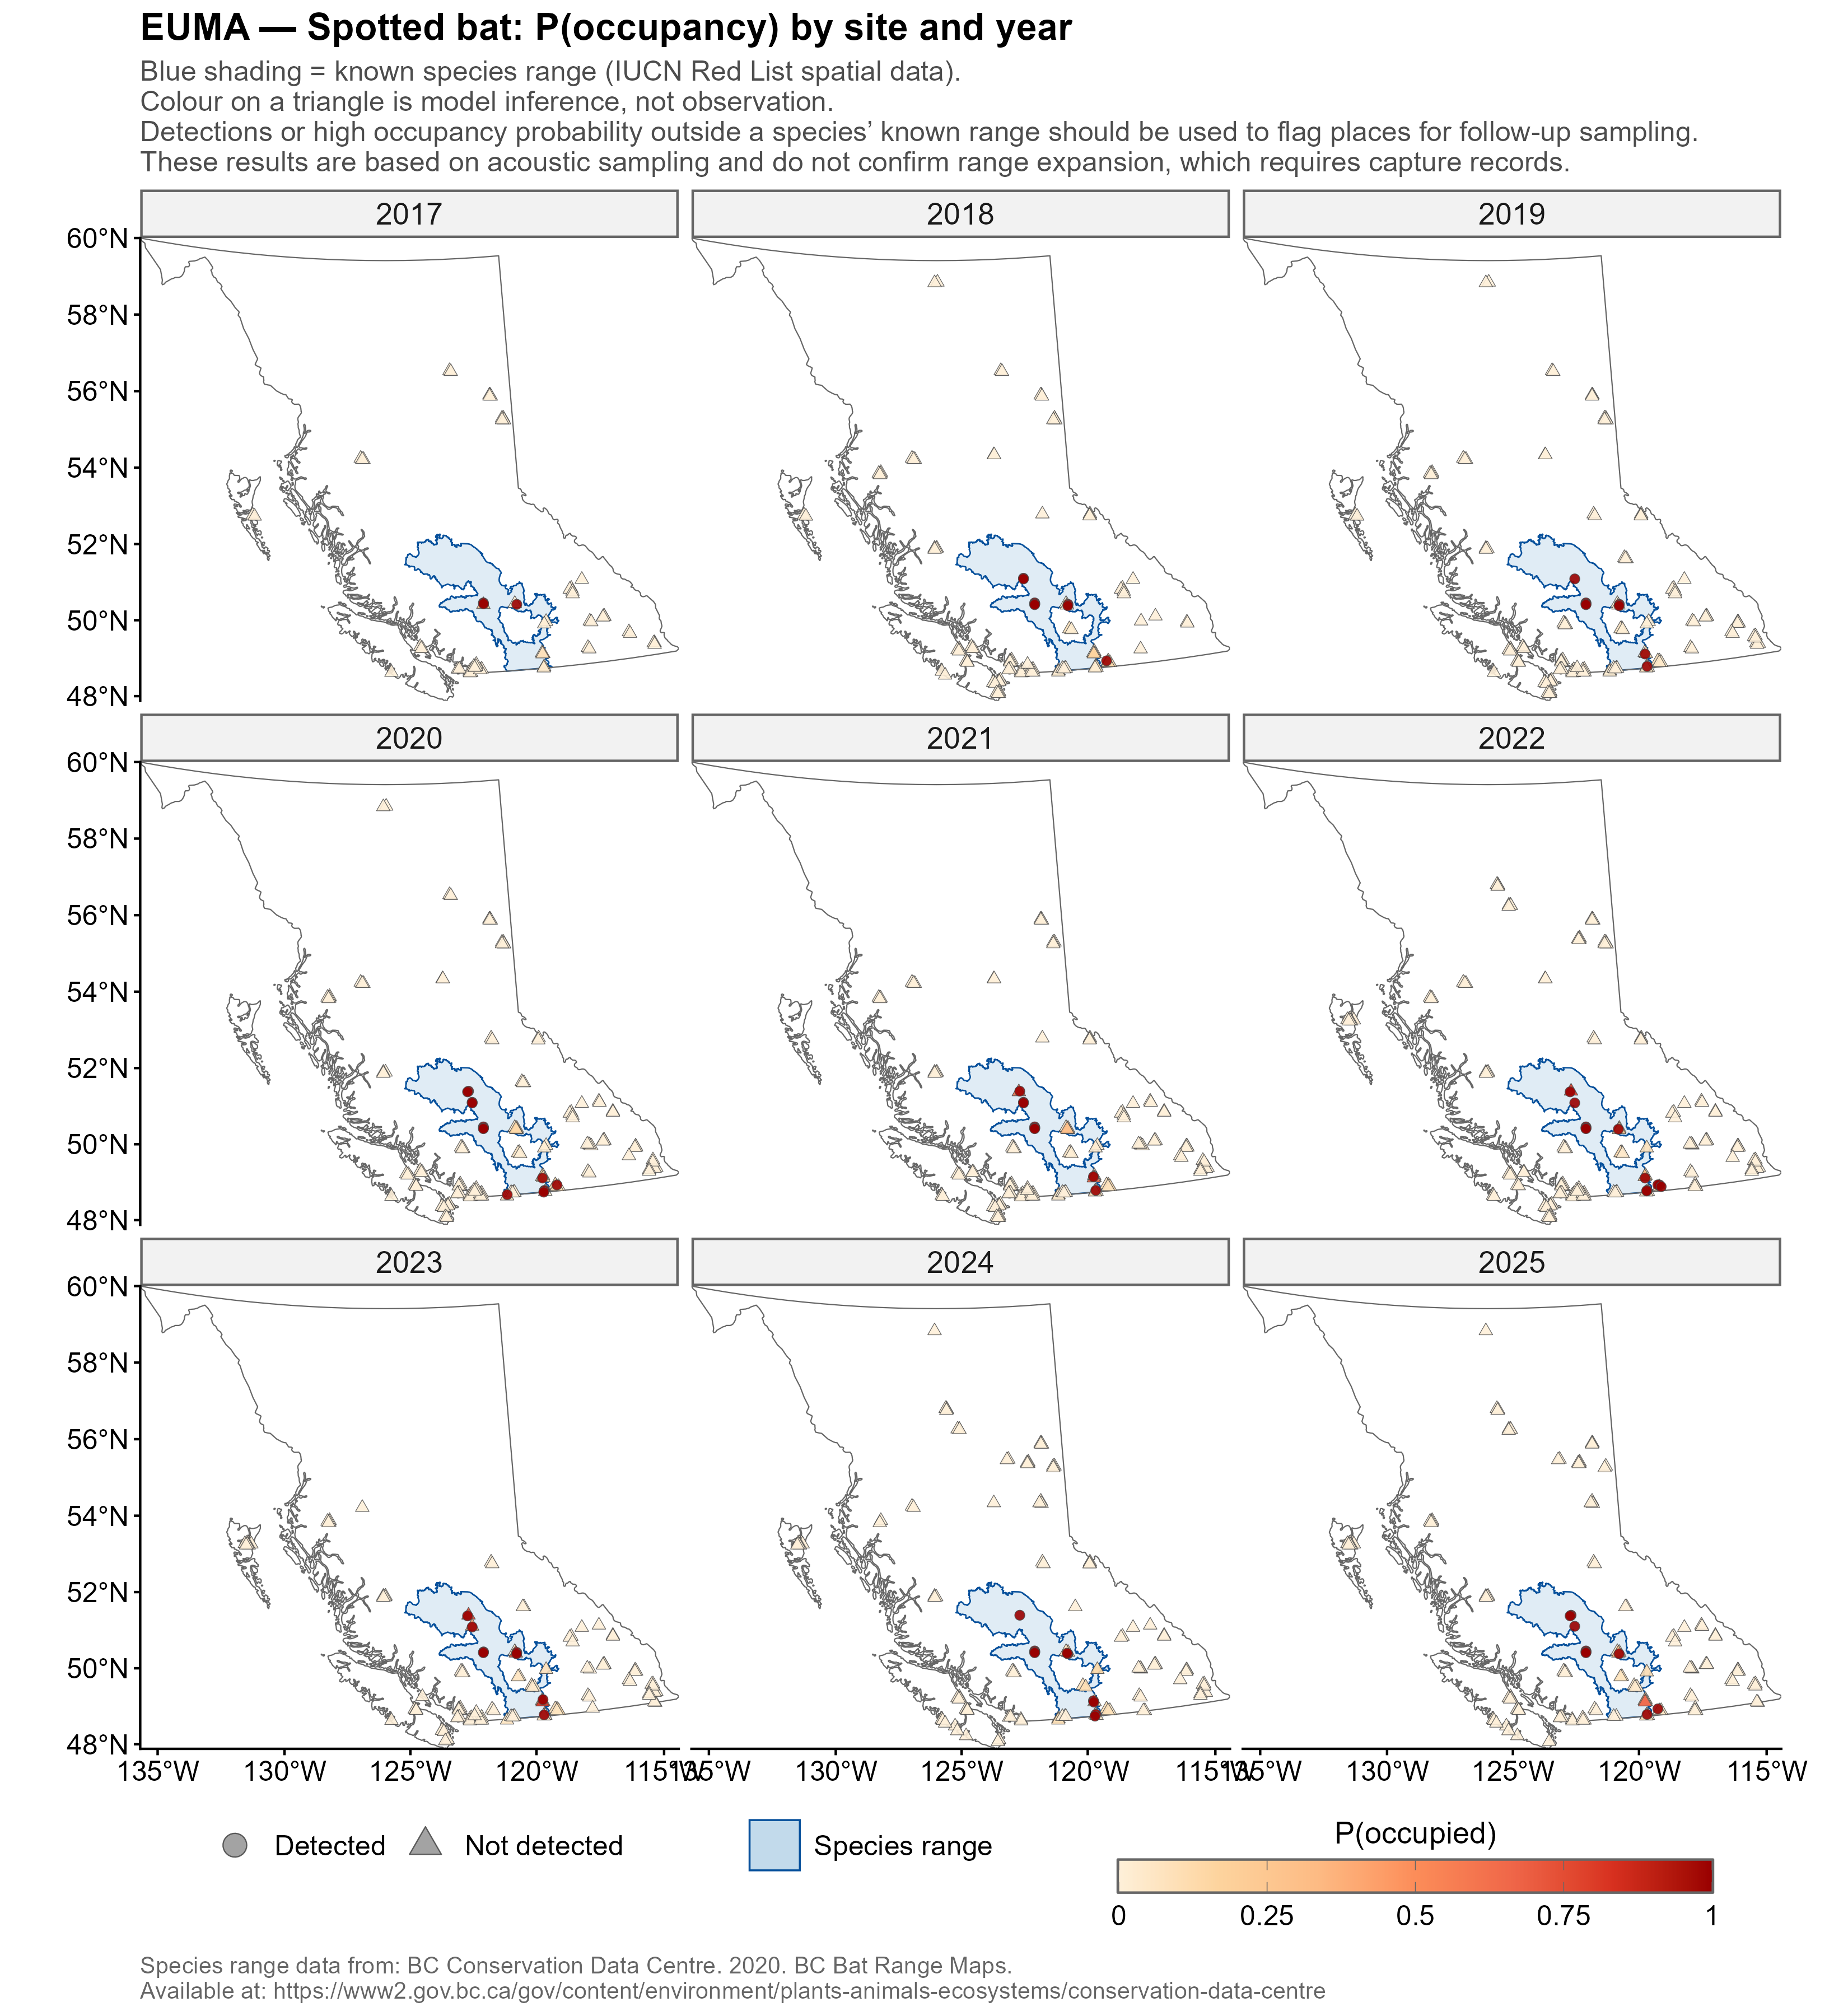 EUMA — Spotted bat: P(occupancy) by site and year
Blue shading = known species range (IUCN Red List spatial data).
Colour on a triangle is model inference, not observation.
Detections or high occupancy probability outside a species’ known range should be used to flag places for follow-up sampling.
These results are based on acoustic sampling and do not confirm range expansion, which requires capture records.
2017 2018 2019
60°N
58°N
56°N
54°N
52°N
50°N
48°N
2020 2021 2022
60°N
58°N
56°N
54°N
52°N
50°N
48°N
2023 2024 2025
60°N
58°N
56°N
54°N
52°N
50°N
48°N
135°W 130°W 125°W 120°W 115°W 135°W 130°W 125°W 120°W 115°W 135°W 130°W 125°W 120°W 115°W
Detected Not detected Species range
P(occupied)
0 0.25 0.5 0.75 1
Species range data from: BC Conservation Data Centre. 2020. BC Bat Range Maps.
Available at: https://www2.gov.bc.ca/gov/content/environment/plants-animals-ecosystems/conservation-data-centre